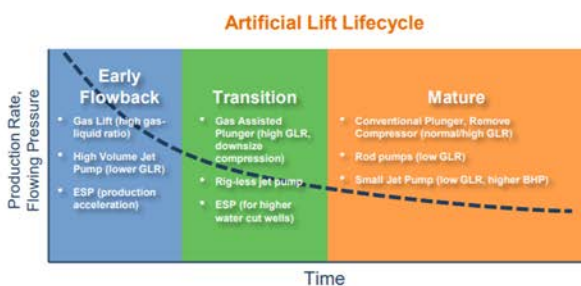 Artificial Lift Lifecycle
Production Rate,
Flowing Pressure
Early
Flowback
• Gas Lift (high gas-
liquid ratio)
• High Volume Jet
Pump (lower GLR)
• ESP (production
acceleration)
Transition
• Gas Assisted
Plunger (high GLR,
downsize
compression)
• Rig-less jet pump
• ESP (for higher
water cut wells)
Mature
• Conventional Plunger, Remove
Compressor (normal/high GLR)
• Rod pumps (low GLR)
• Small Jet Pump (low GLR, higher BHP)
Time